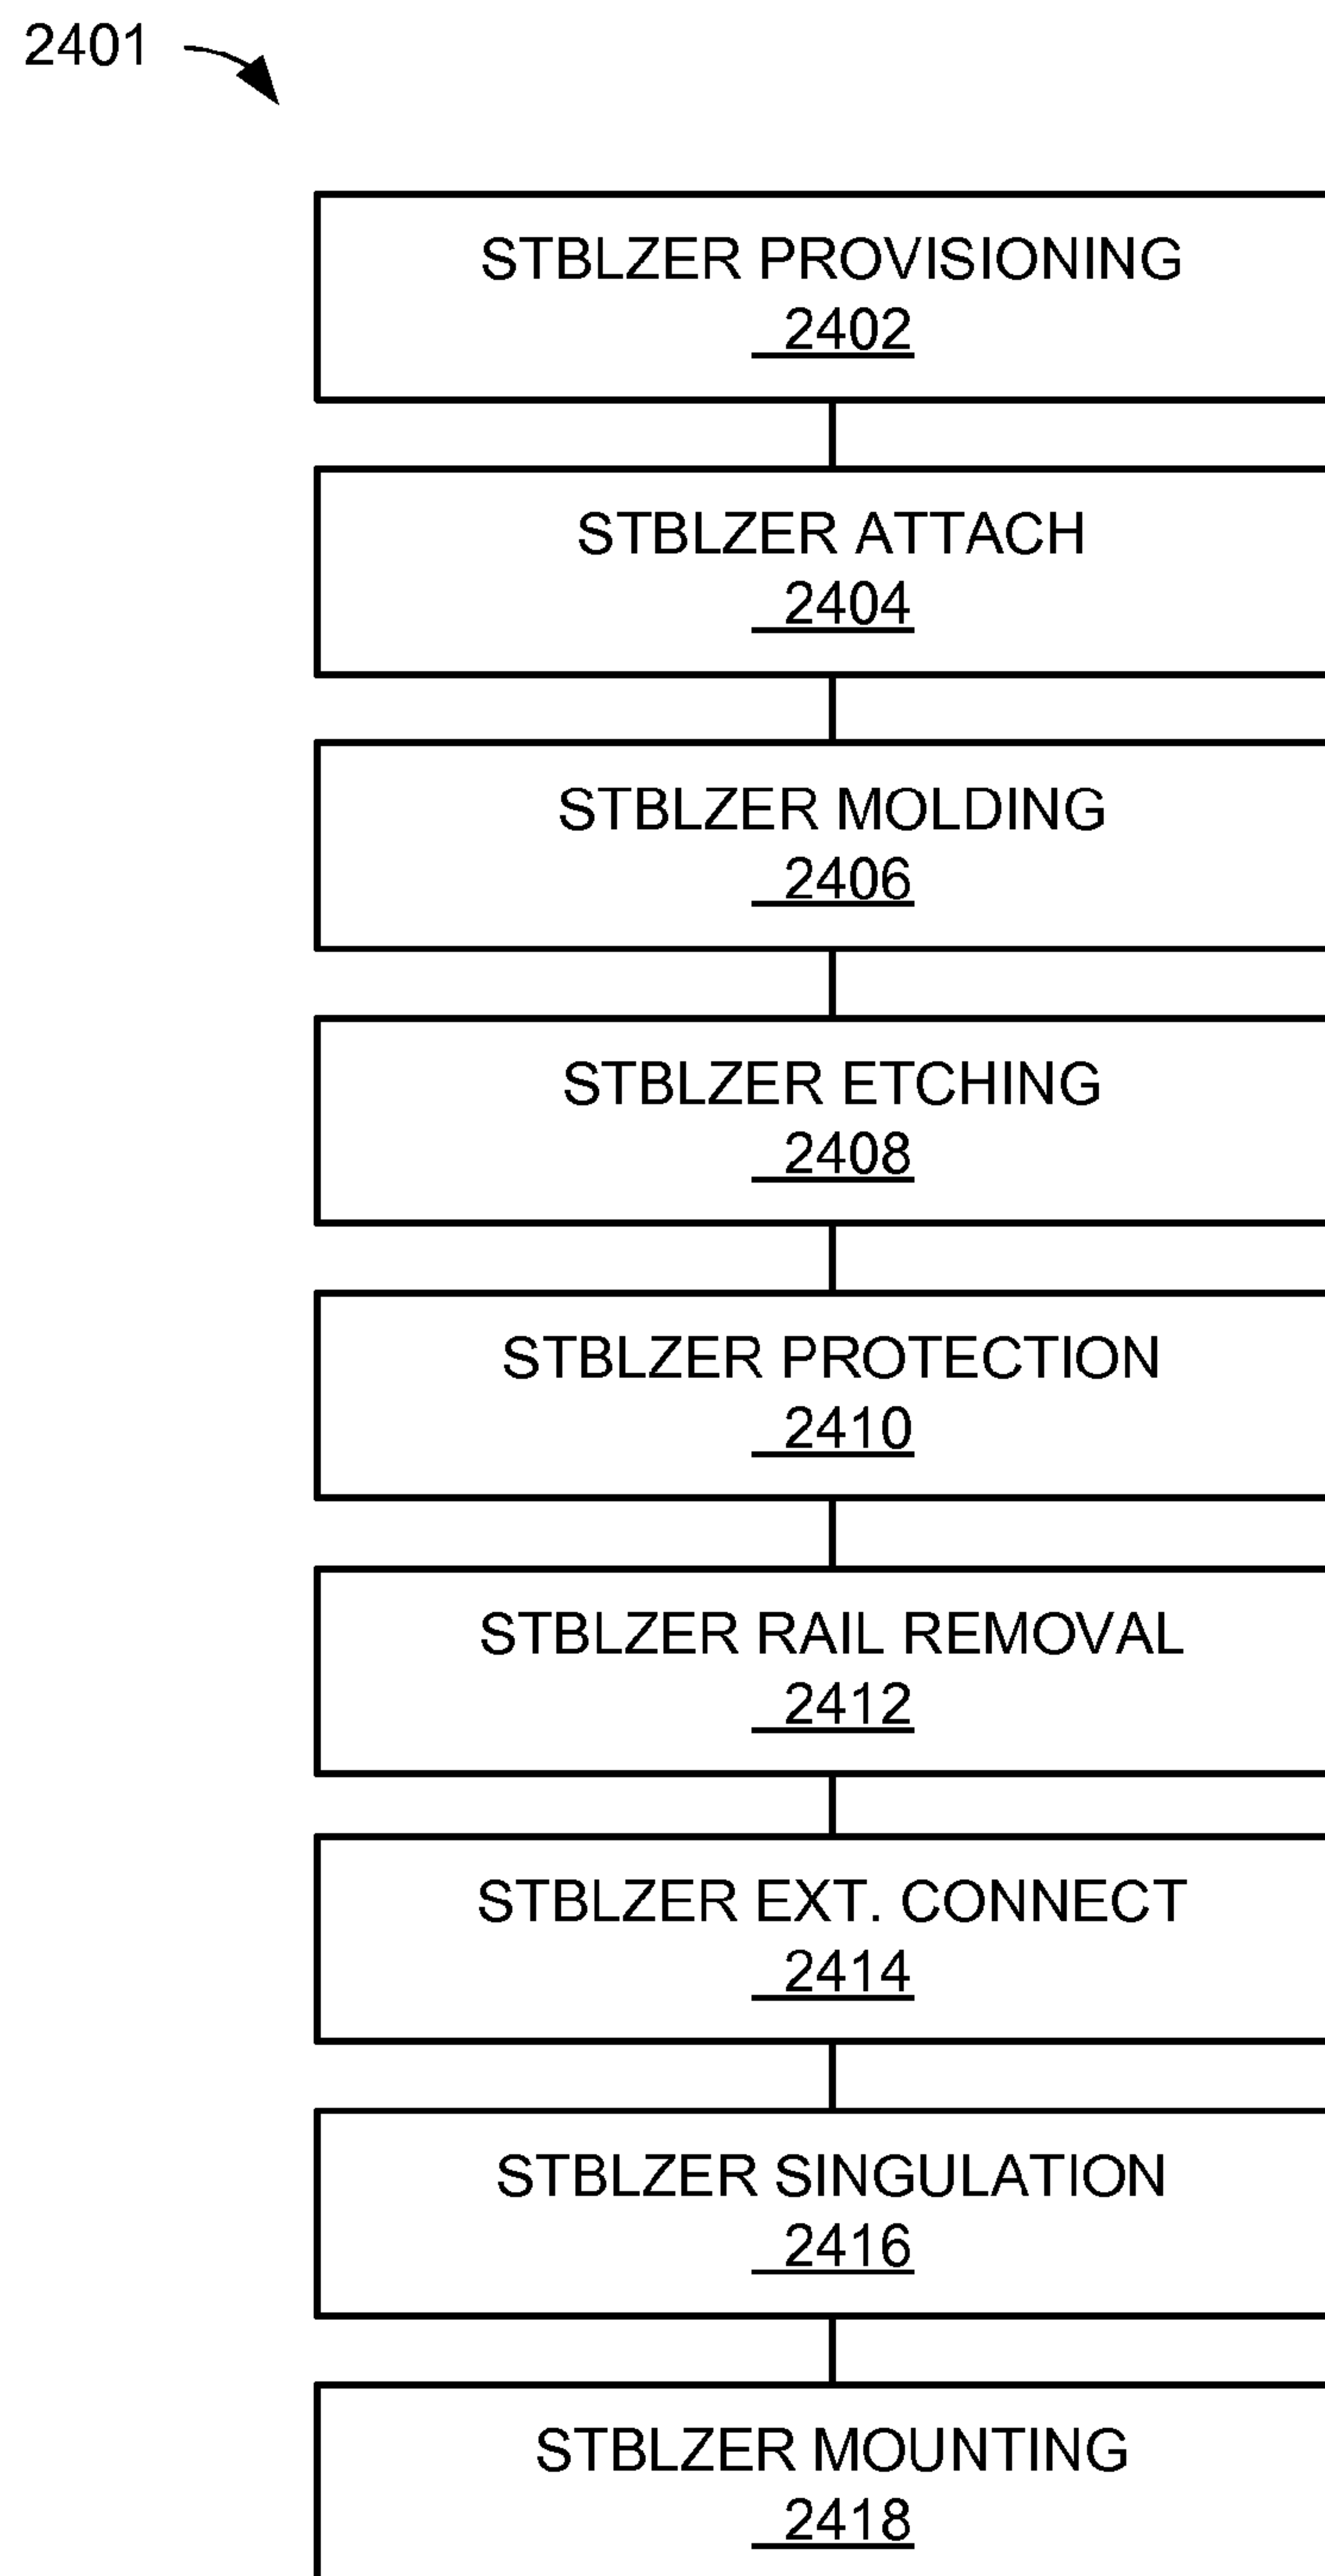 2401
STBLZER PROVISIONING
2402
STBLZER ATTACH
2404
STBLZER MOLDING
2406
STBLZER ETCHING
2408
STBLZER PROTECTION
2410
STBLZER RAIL REMOVAL
2412
STBLZER EXT. CONNECT
2414
STBLZER SINGULATION
2416
STBLZER MOUNTING
2418